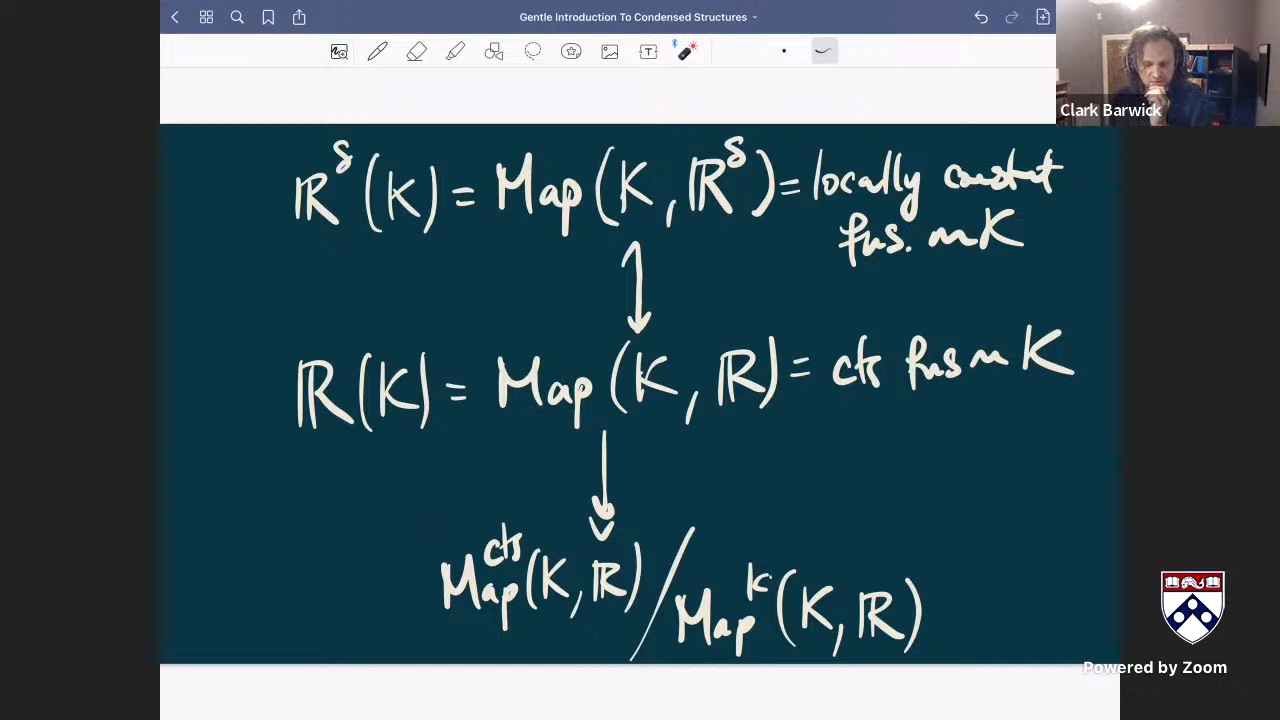 Gentle Introduction To Condensed Structures
Clark Barwick
ℝ^δ(K) = Map(K, ℝ^δ) = locally constant
fns. on K
ℝ(K) = Map(K, ℝ) = cts fns on K
Map^cts(K, ℝ) / Map^lc(K, ℝ)
Powered by Zoom